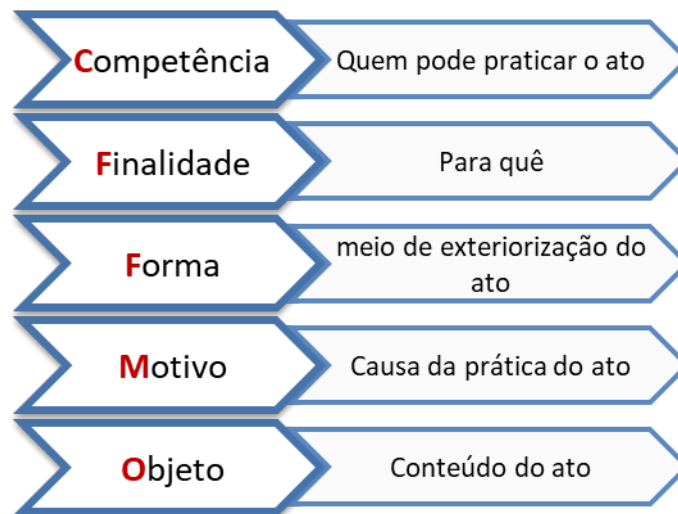 Competência
Quem pode praticar o ato
Finalidade
Para quê
Forma
meio de exteriorização do
ato
Motivo
Causa da prática do ato
Objeto
Conteúdo do ato